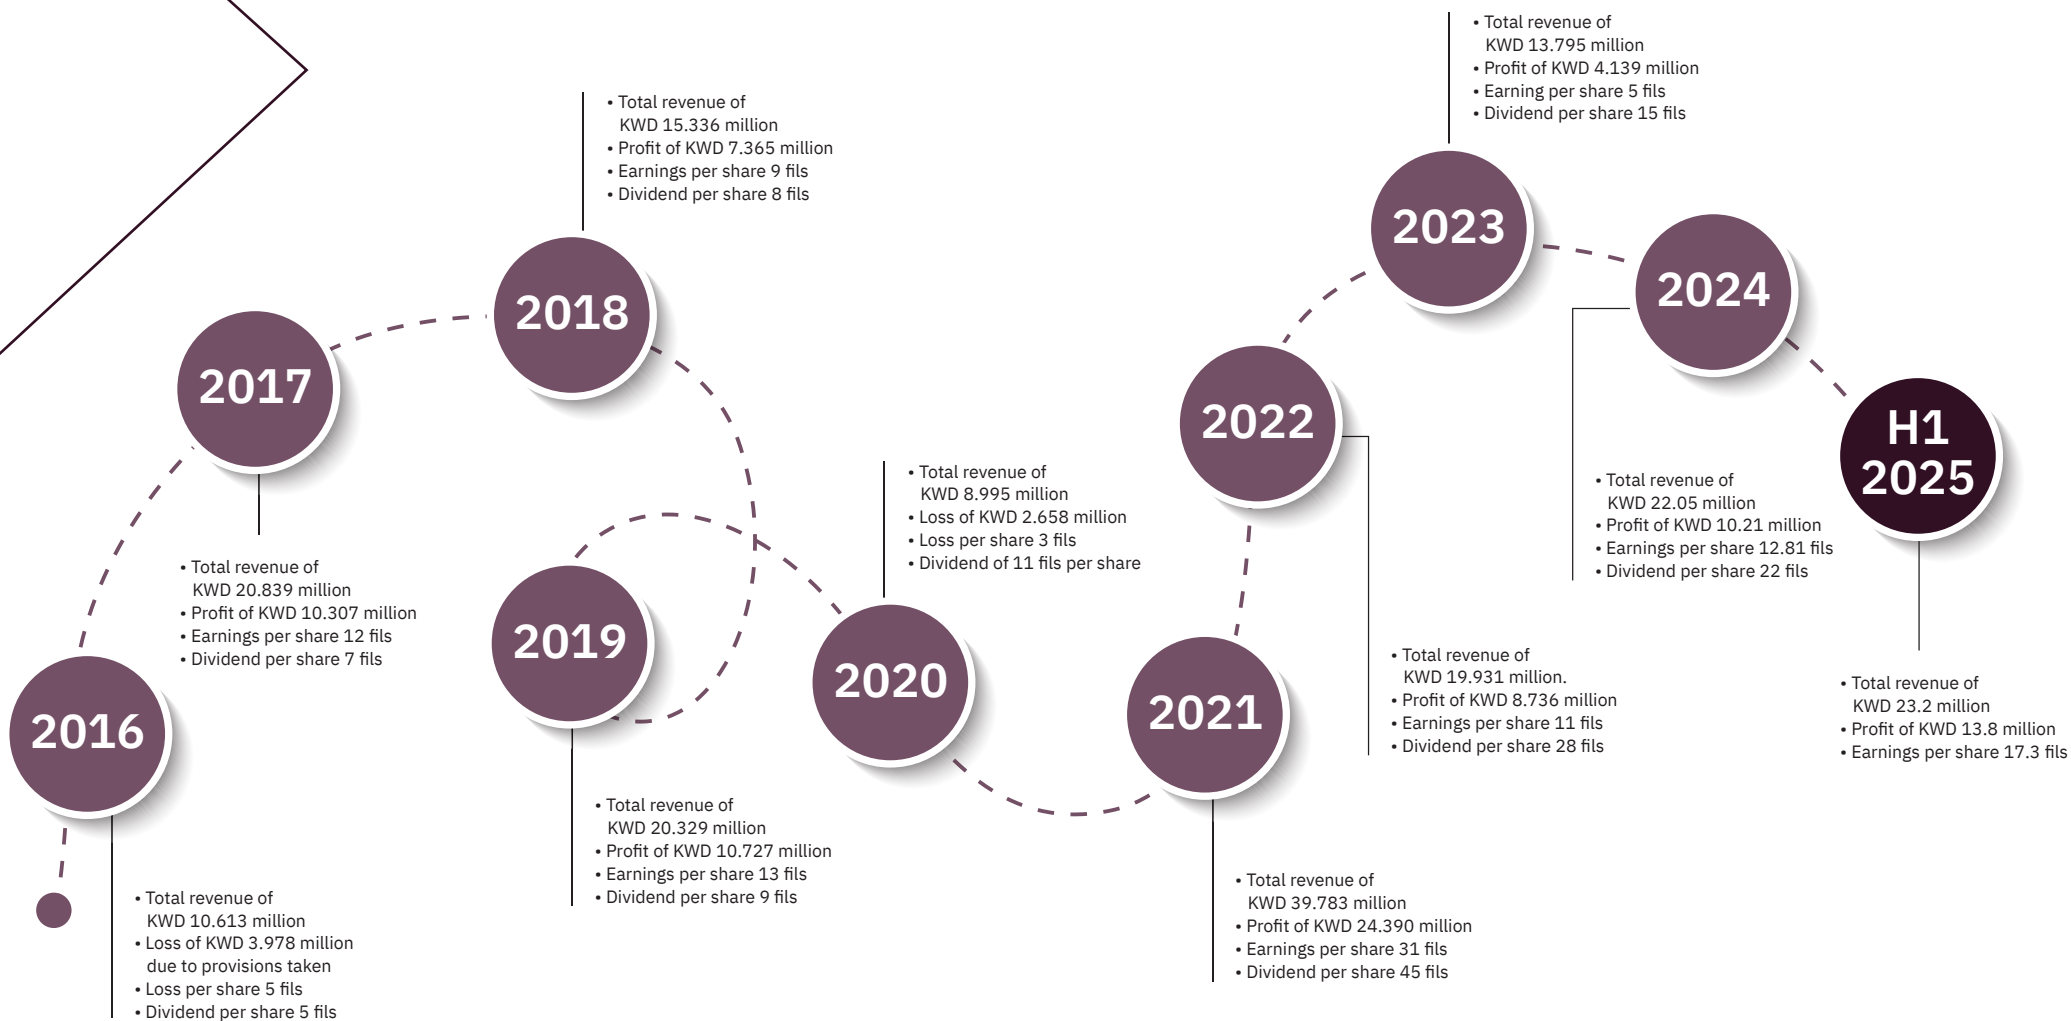 2016
• Total revenue of
KWD 10.613 million
• Loss of KWD 3.978 million
due to provisions taken
• Loss per share 5 fils
• Dividend per share 5 fils
2017
• Total revenue of
KWD 20.839 million
• Profit of KWD 10.307 million
• Earnings per share 12 fils
• Dividend per share 7 fils
2018
• Total revenue of
KWD 15.336 million
• Profit of KWD 7.365 million
• Earnings per share 9 fils
• Dividend per share 8 fils
2019
• Total revenue of
KWD 20.329 million
• Profit of KWD 10.727 million
• Earnings per share 13 fils
• Dividend per share 9 fils
2020
• Total revenue of
KWD 8.995 million
• Loss of KWD 2.658 million
• Loss per share 3 fils
• Dividend of 11 fils per share
2021
• Total revenue of
KWD 39.783 million
• Profit of KWD 24.390 million
• Earnings per share 31 fils
• Dividend per share 45 fils
2022
• Total revenue of
KWD 19.931 million.
• Profit of KWD 8.736 million
• Earnings per share 11 fils
• Dividend per share 28 fils
2023
• Total revenue of
KWD 13.795 million
• Profit of KWD 4.139 million
• Earning per share 5 fils
• Dividend per share 15 fils
2024
• Total revenue of
KWD 22.05 million
• Profit of KWD 10.21 million
• Earnings per share 12.81 fils
• Dividend per share 22 fils
H1
2025
• Total revenue of
KWD 23.2 million
• Profit of KWD 13.8 million
• Earnings per share 17.3 fils